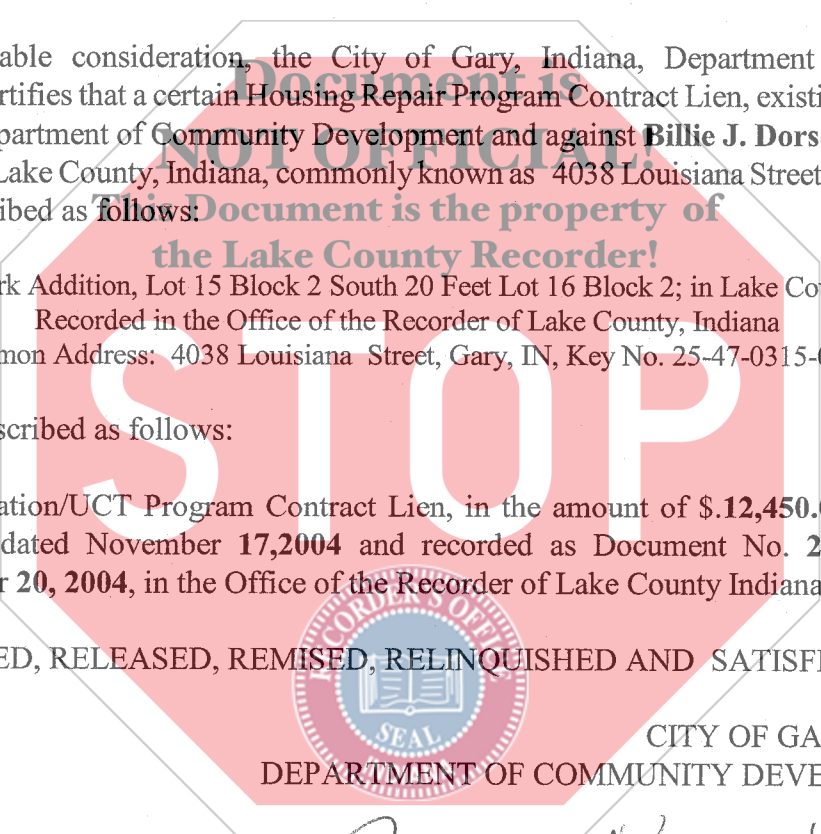 able consideration, the City of Gary, Indiana, Department
Document is
rtifies that a certain Housing Repair Program Contract Lien, existi
partment of Community Development and against Billie J. Dors
NOT OFFICIAL!
Lake County, Indiana, commonly known as 4038 Louisiana Street
ibed as follows:
This Document is the property of
the Lake County Recorder!
rk Addition, Lot 15 Block 2 South 20 Feet Lot 16 Block 2; in Lake Co
Recorded in the Office of the Recorder of Lake County, Indiana
mon Address: 4038 Louisiana Street, Gary, IN, Key No. 25-47-0315-
STOP
scribed as follows:
ation/UCT Program Contract Lien, in the amount of $.12,450.
dated November 17,2004 and recorded as Document No. 2
r 20, 2004, in the Office of the Recorder of Lake County Indiana
RECORDER'S OFFICE
ED, RELEASED, REMISED, RELINQUISHED AND SATISFI
SEAL
CITY OF GA
DEPARTMENT OF COMMUNITY DEVE